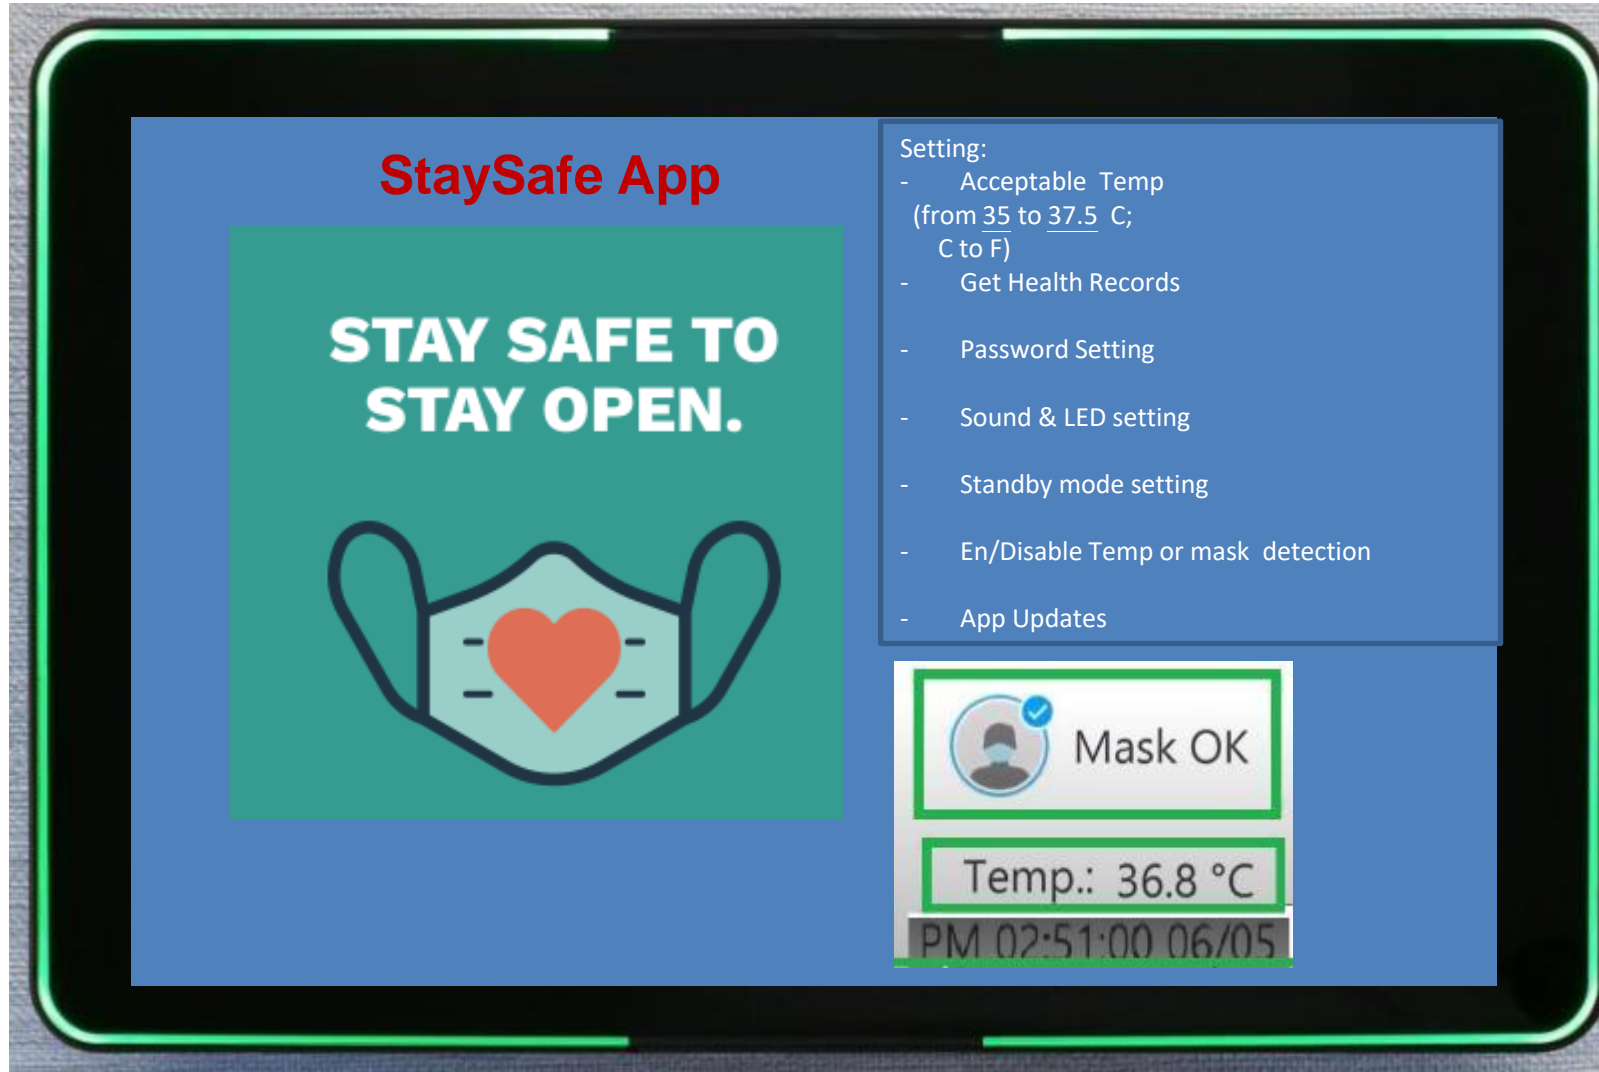 StaySafe App
STAY SAFE TO
STAY OPEN.
Setting:
- Acceptable Temp
(from 35 to 37.5 C;
C to F)
- Get Health Records
- Password Setting
- Sound & LED setting
- Standby mode setting
- En/Disable Temp or mask detection
- App Updates
Mask OK
Temp.: 36.8 °C
PM 02:51:00 06/05